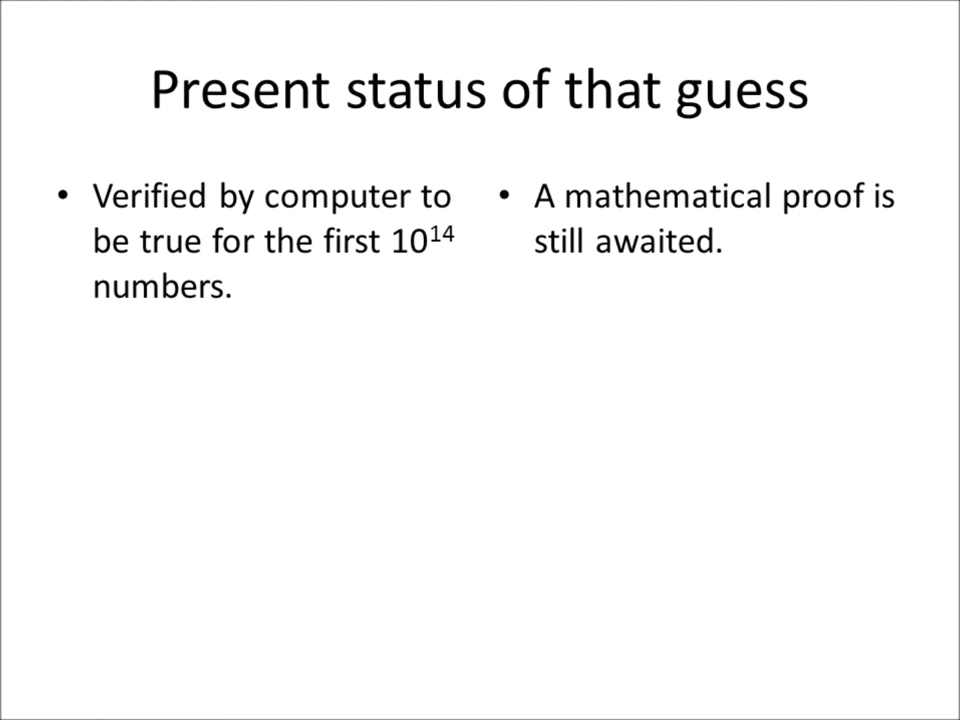 Present status of that guess
• Verified by computer to
be true for the first 10¹⁴
numbers.
• A mathematical proof is
still awaited.